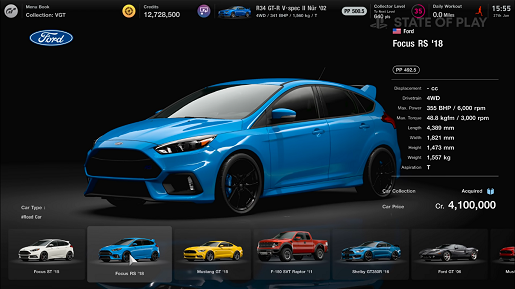 Menu Book
Collection: VGT
Credits
12,728,500
R34 GT-R V-spec II Nür '02
4WD / 341 BHP / 1,560 kg / T
PP 508.5
Collector Level
To Next Level
640 pts
35
Daily Workout
0.0 Miles
15:55
27th Jan
STATE OF PLAY
Ford
Ford
Focus RS '18
PP 492.5
Displacement - cc
Drivetrain 4WD
Max. Power 355 BHP / 6,000 rpm
Max. Torque 48.8 kgfm / 3,000 rpm
Length 4,389 mm
Width 1,821 mm
Height 1,473 mm
Weight 1,557 kg
Aspiration T
Car Type :
#Road Car
Car Collection Acquired
Car Price Cr. 4,100,000
Focus ST '15
Focus RS '18
Mustang GT '15
F-150 SVT Raptor '11
Shelby GT350R '16
Ford GT '06